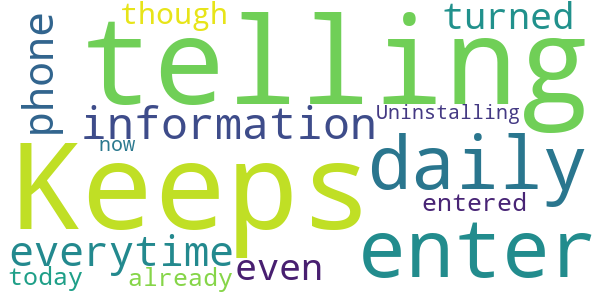 though
turned
telling
phone
information
Uninstalling
now
Keeps
daily
entered
enter
everytime
even
today
already